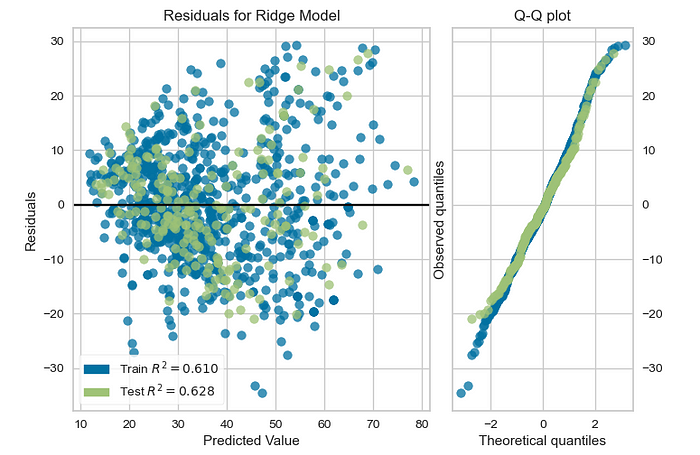 Residuals for Ridge Model
Q-Q plot
30
20
10
0
−10
−20
−30
Residuals
Train R² = 0.610
Test R² = 0.628
10 20 30 40 50 60 70 80
Predicted Value
Observed quantiles
30
20
10
0
−10
−20
−30
−2 0 2
Theoretical quantiles